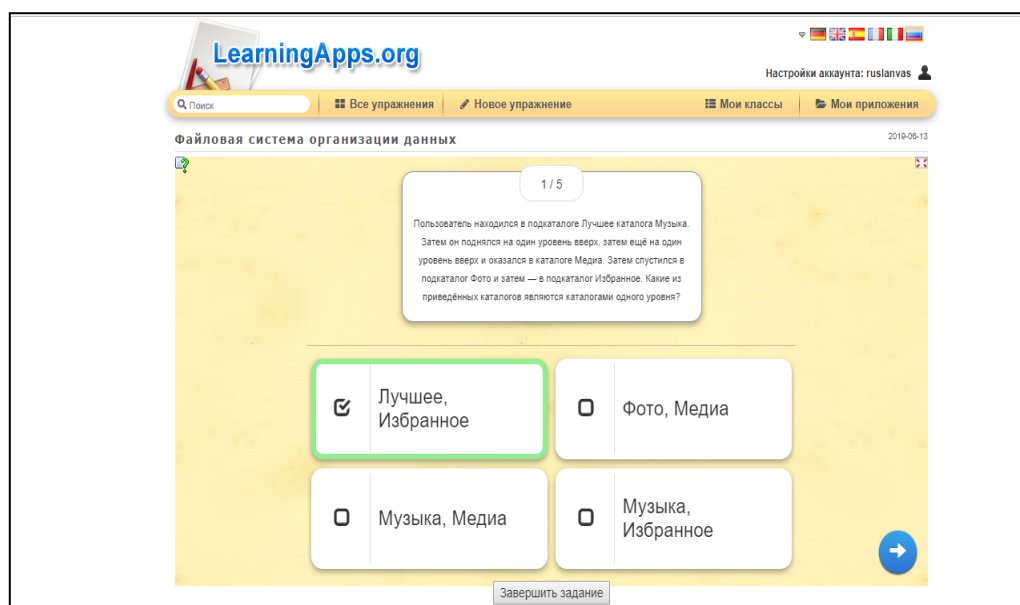 LearningApps.org
Настройки аккаунта: ruslanvas
Поиск
Все упражнения
Новое упражнение
Мои классы
Мои приложения
Файловая система организации данных
2019-06-13
1 / 5
Пользователь находился в подкаталоге Лучшее каталога Музыка.
Затем он поднялся на один уровень вверх, затем ещё на один
уровень вверх и оказался в каталоге Медиа. Затем спустился в
подкаталог Фото и затем — в подкаталог Избранное. Какие из
приведённых каталогов являются каталогами одного уровня?
Лучшее,
Избранное
Фото, Медиа
Музыка, Медиа
Музыка,
Избранное
Завершить задание